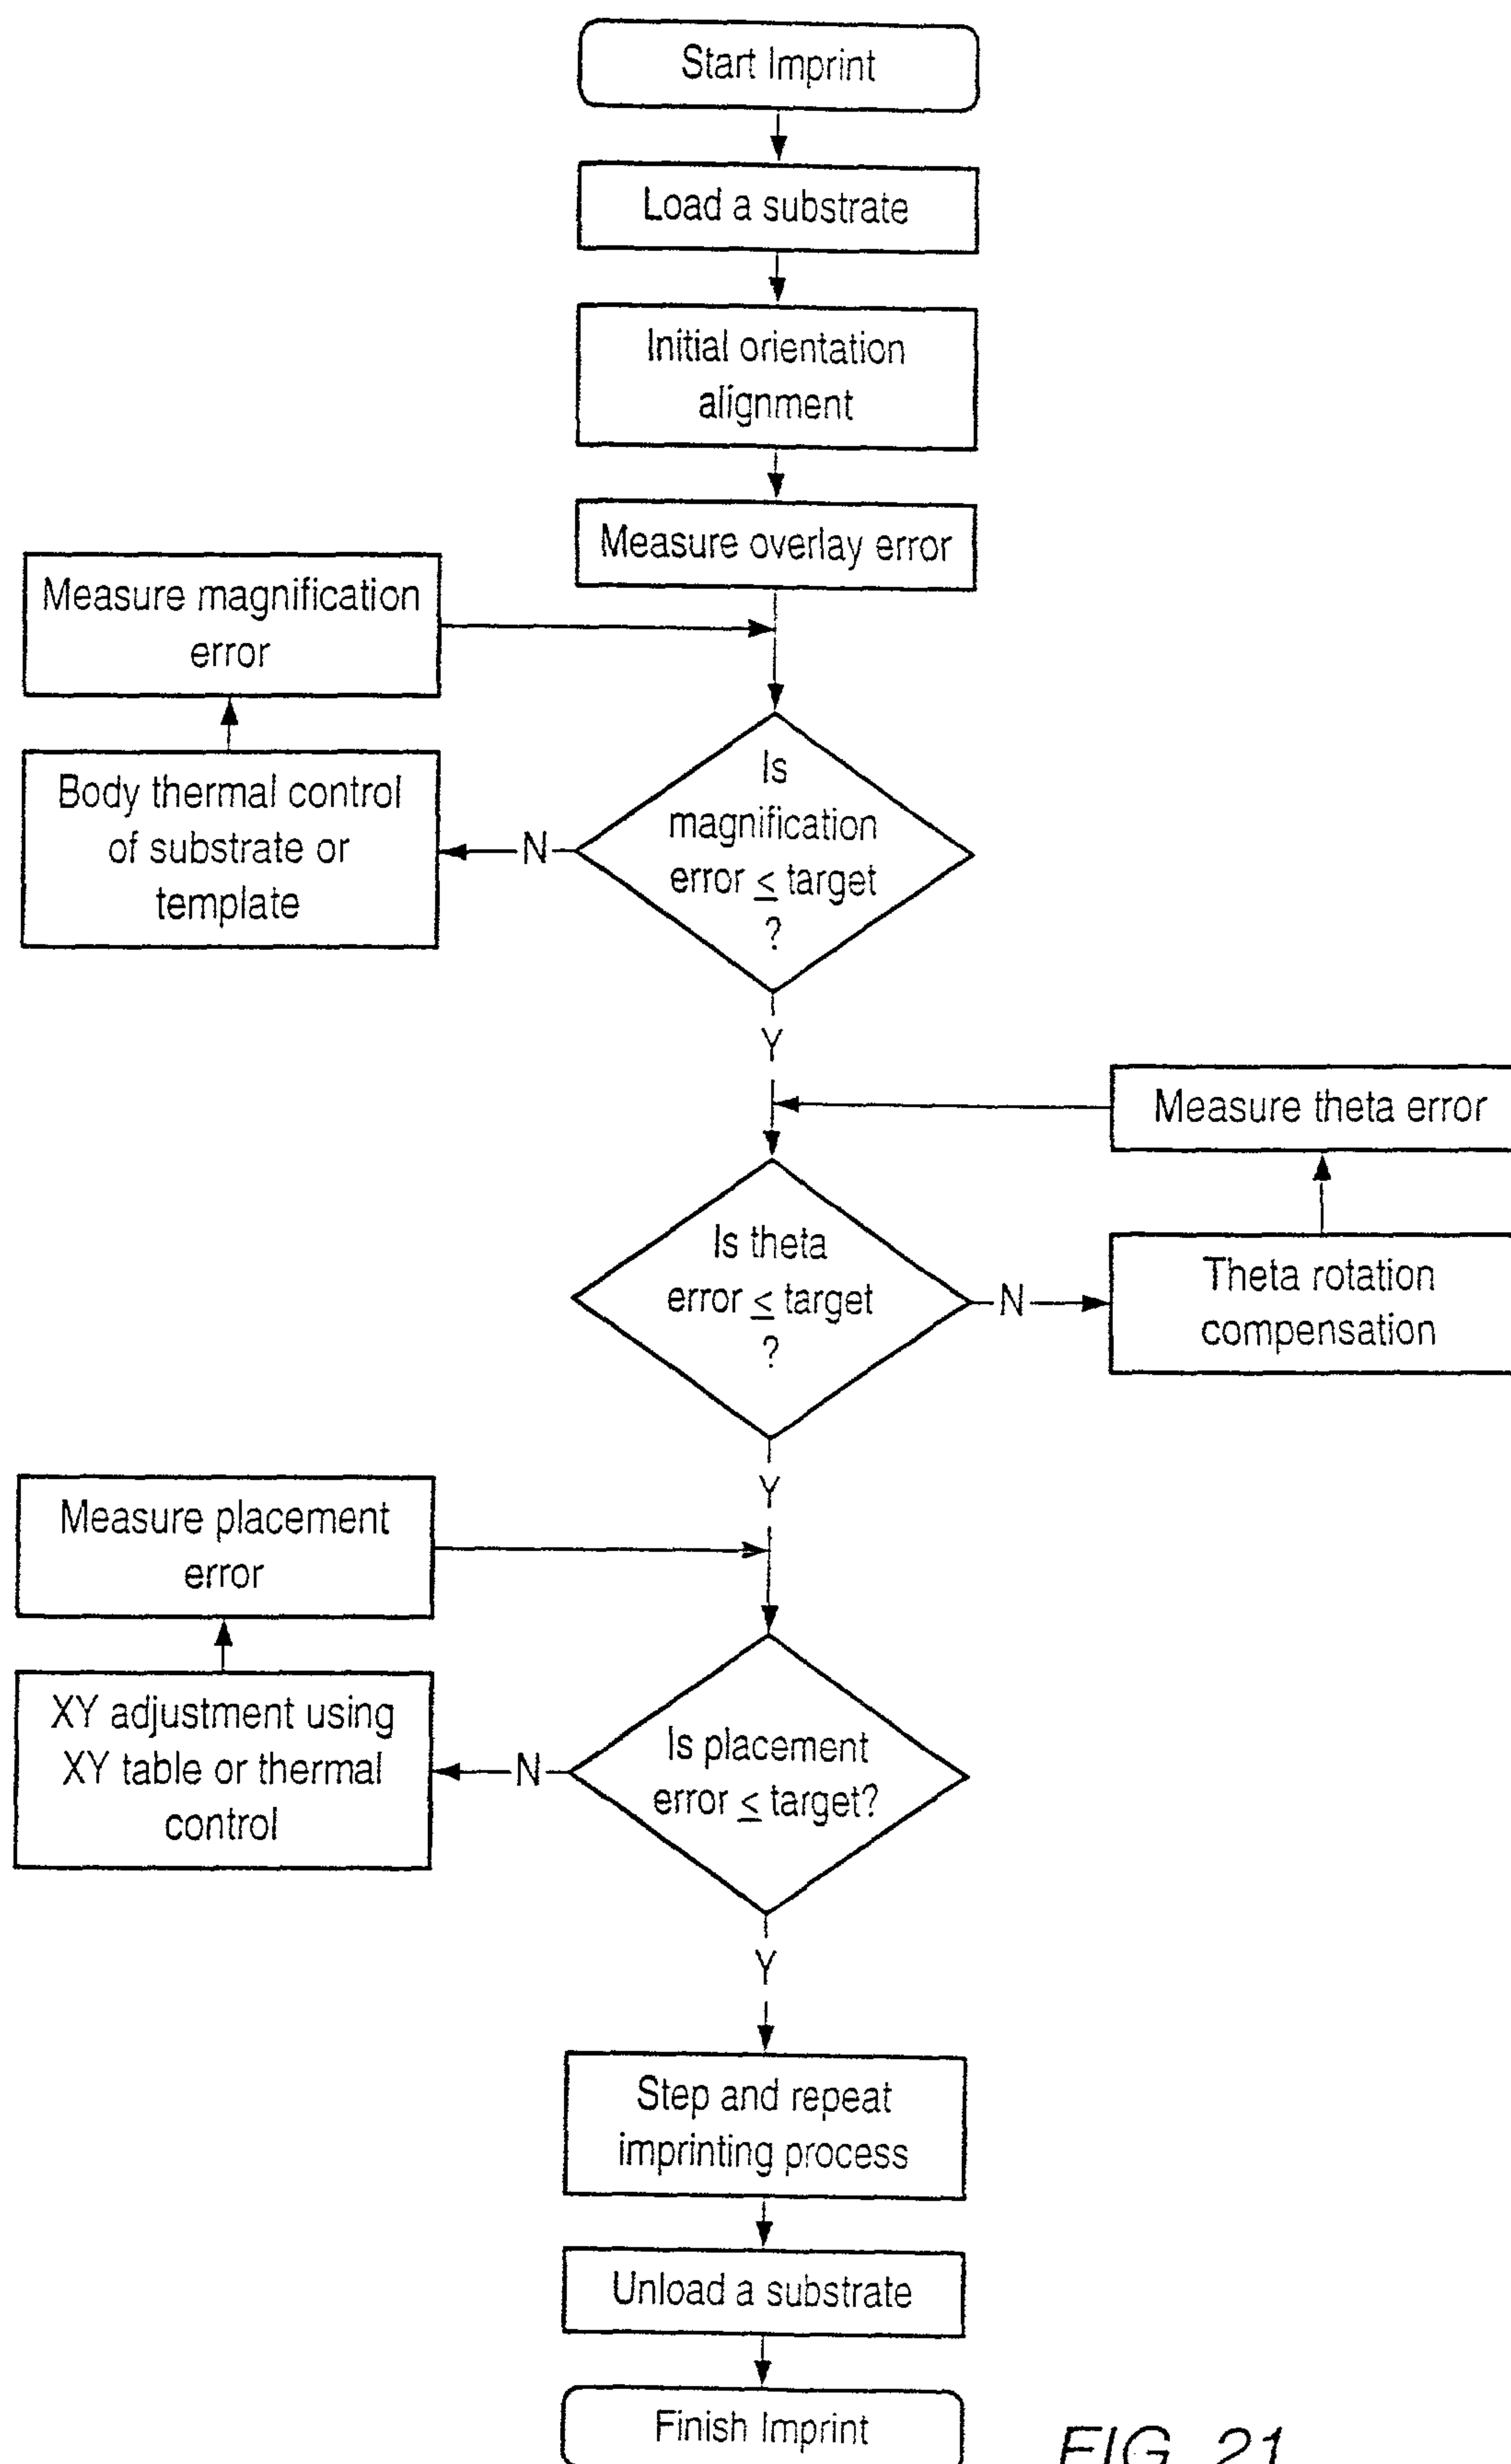 Start Imprint
Load a substrate
Initial orientation
alignment
Measure overlay error
Measure magnification
error
Body thermal control
of substrate or
template
Is
magnification
error ≤ target
?
N
Y
Measure theta error
Is theta
error ≤ target
?
N
Theta rotation
compensation
Y
Measure placement
error
XY adjustment using
XY table or thermal
control
N
Is placement
error ≤ target?
Y
Step and repeat
imprinting process
Unload a substrate
Finish Imprint
FIG. 21